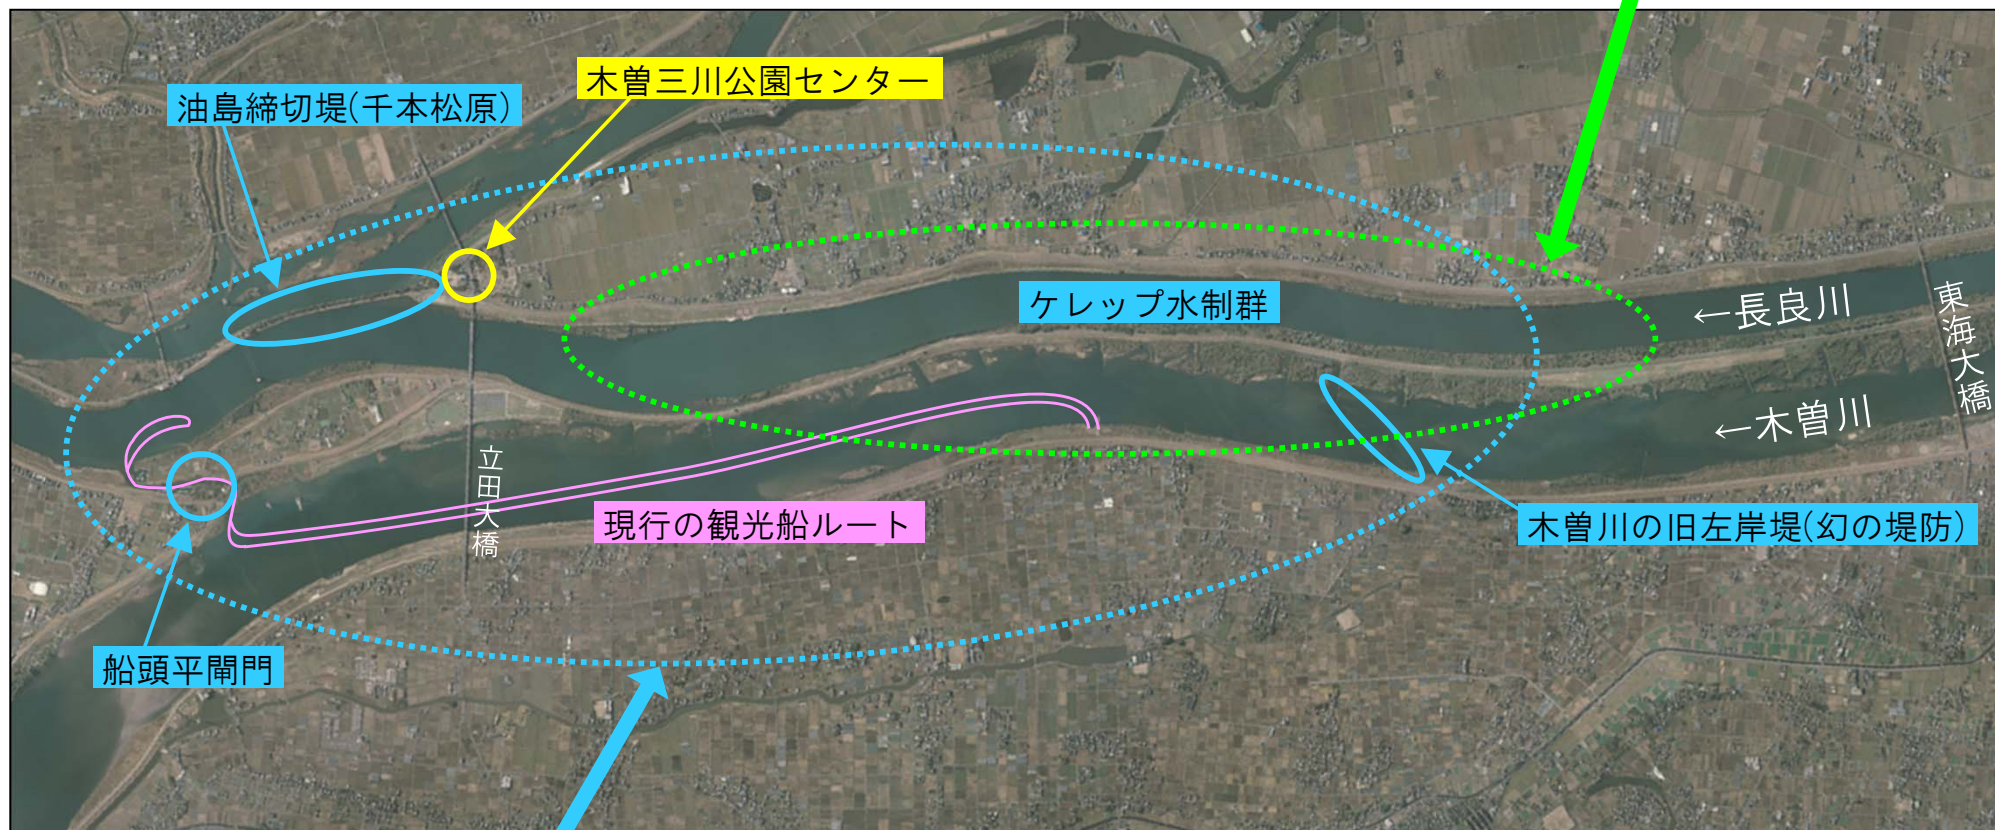 木曽三川公園センター
油島締切堤(千本松原)
ケレップ水制群
←長良川
東海大橋
←木曽川
立田大橋
現行の観光船ルート
木曽川の旧左岸堤(幻の堤防)
船頭平閘門